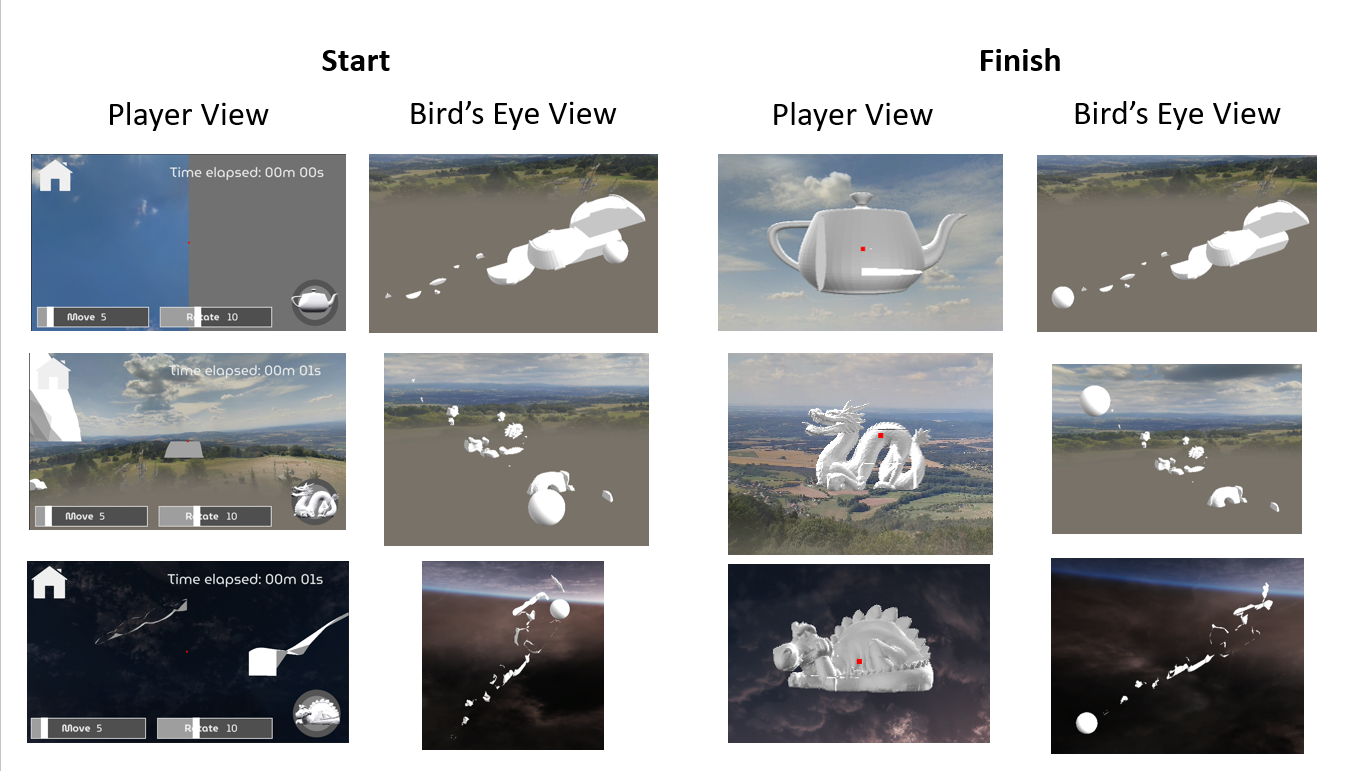 Start
Finish
Player View
Bird’s Eye View
Player View
Bird’s Eye View
Time elapsed: 00m 00s
Move 5
Rotate 10
Time elapsed: 00m 01s
Move 5
Rotate 10
Time elapsed: 00m 01s
Move 5
Rotate 10